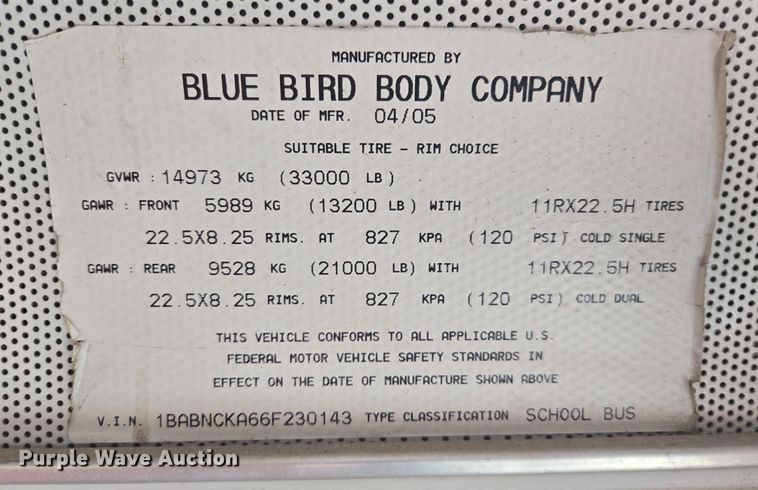 MANUFACTURED BY
BLUE BIRD BODY COMPANY
DATE OF MFR. 04/05
SUITABLE TIRE - RIM CHOICE
GVWR : 14973 KG (33000 LB)
GAWR : FRONT 5989 KG (13200 LB) WITH 11RX22.5H TIRES
22.5X8.25 RIMS. AT 827 KPA (120 PSI) COLD SINGLE
GAWR : REAR 9528 KG (21000 LB) WITH 11RX22.5H TIRES
22.5X8.25 RIMS. AT 827 KPA (120 PSI) COLD DUAL
THIS VEHICLE CONFORMS TO ALL APPLICABLE U.S.
FEDERAL MOTOR VEHICLE SAFETY STANDARDS IN
EFFECT ON THE DATE OF MANUFACTURE SHOWN ABOVE
V.I.N. 1BABNCKA66F230143 TYPE CLASSIFICATION SCHOOL BUS
Purple Wave Auction